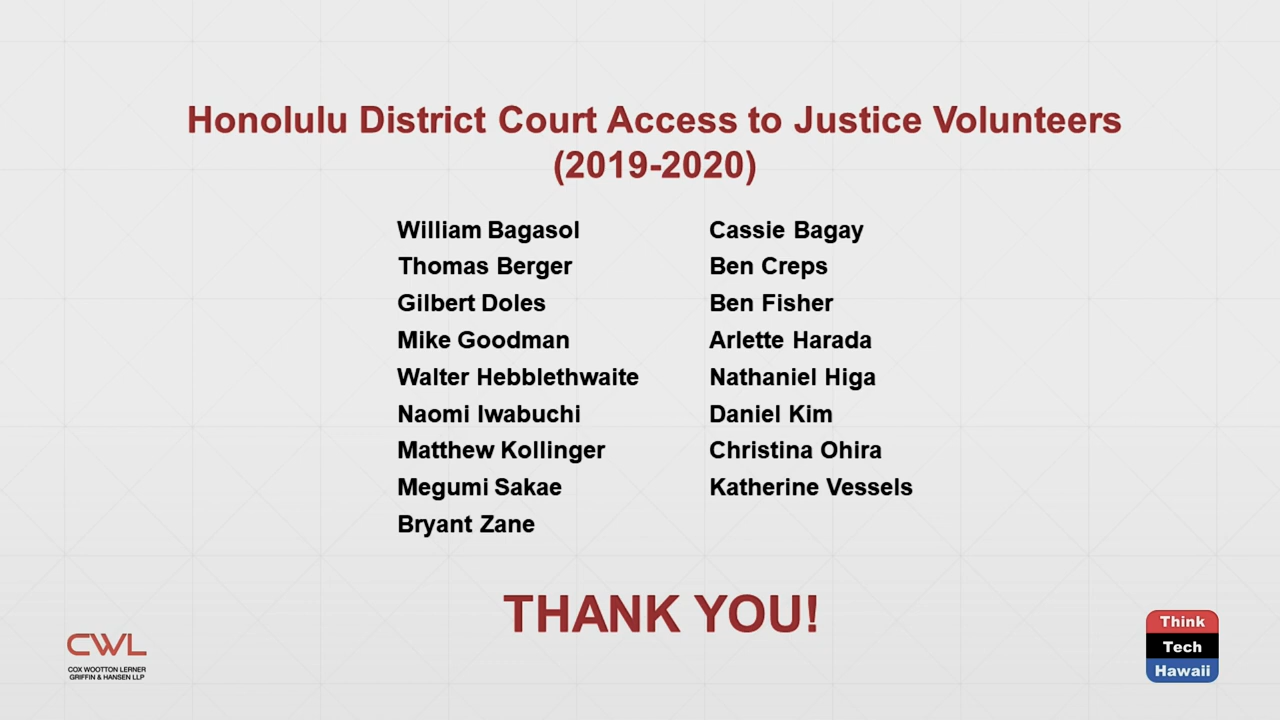 Honolulu District Court Access to Justice Volunteers
(2019-2020)
William Bagasol
Thomas Berger
Gilbert Doles
Mike Goodman
Walter Hebblethwaite
Naomi Iwabuchi
Matthew Kollinger
Megumi Sakae
Bryant Zane
Cassie Bagay
Ben Creps
Ben Fisher
Arlette Harada
Nathaniel Higa
Daniel Kim
Christina Ohira
Katherine Vessels
THANK YOU!
CWL
COX WOOTTON LERNER
GRIFFIN & HANSEN LLP
Think
Tech
Hawaii